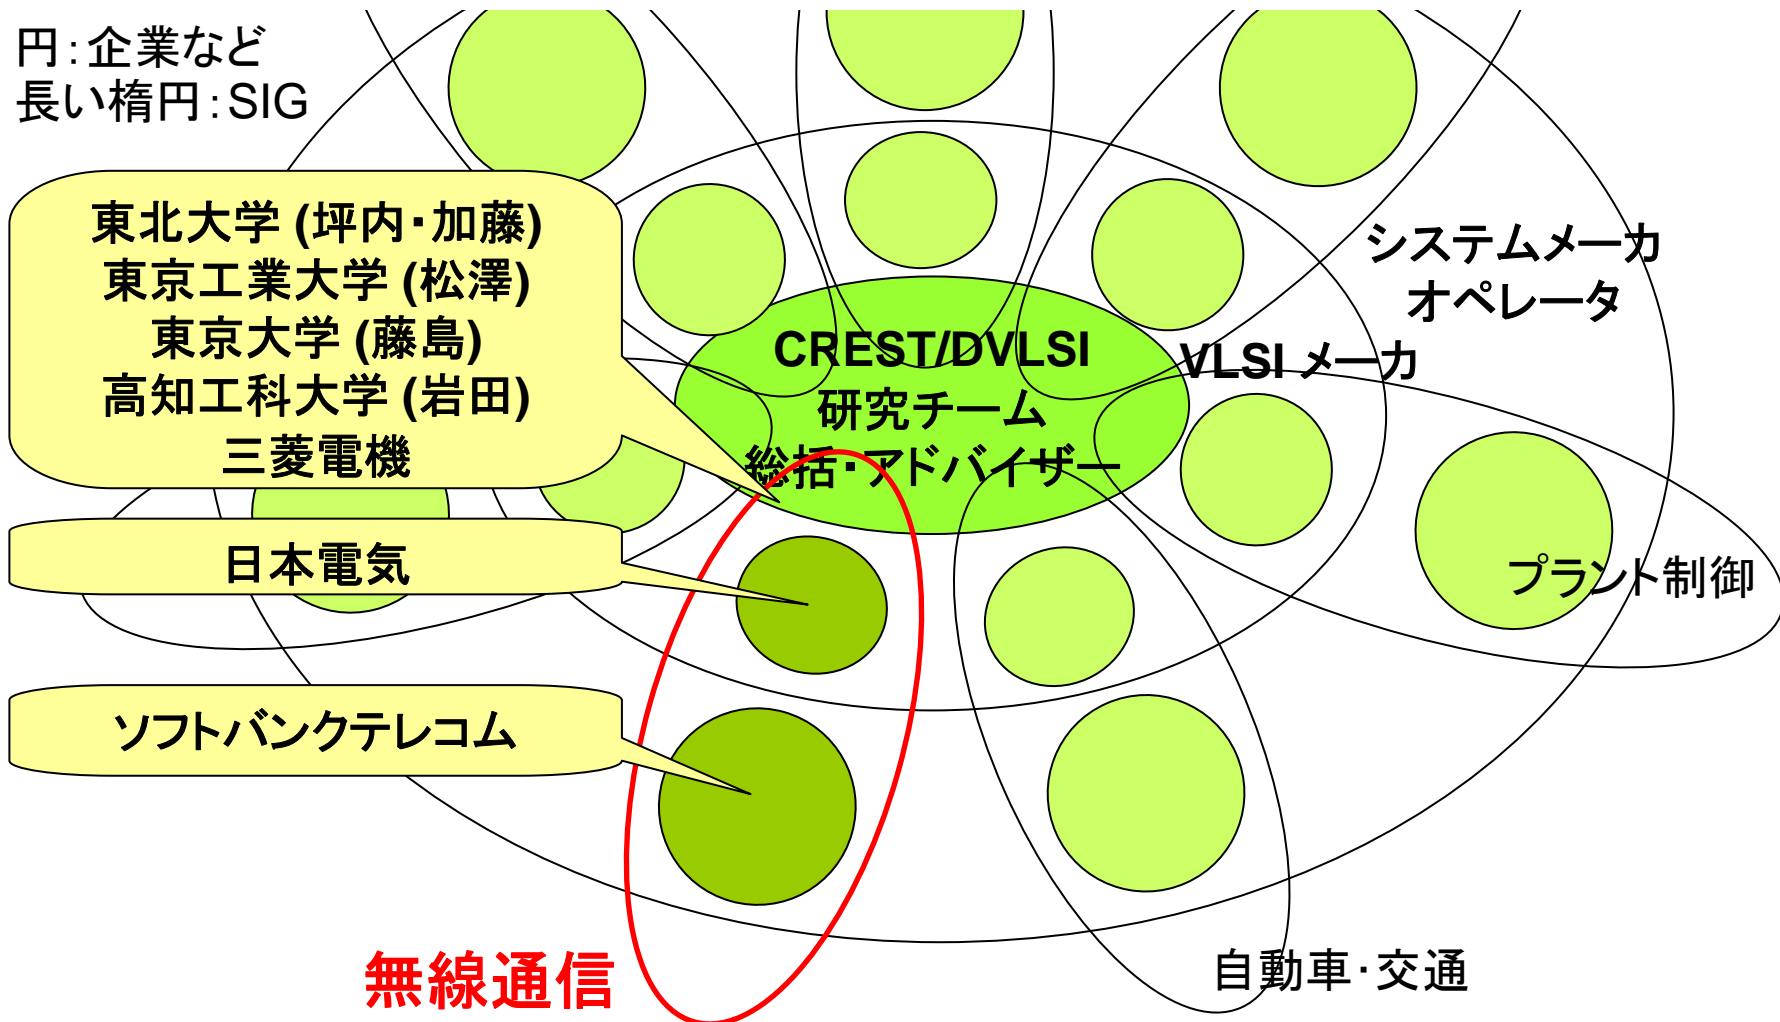 円:企業など
長い楕円:SIG
東北大学 (坪内・加藤)
東京工業大学 (松澤)
東京大学 (藤島)
高知工科大学 (岩田)
三菱電機
日本電気
ソフトバンクテレコム
CREST/DVLSI
研究チーム
総括・アドバイザー
システムメーカ
オペレータ
VLSI メーカ
プラント制御
無線通信
自動車・交通